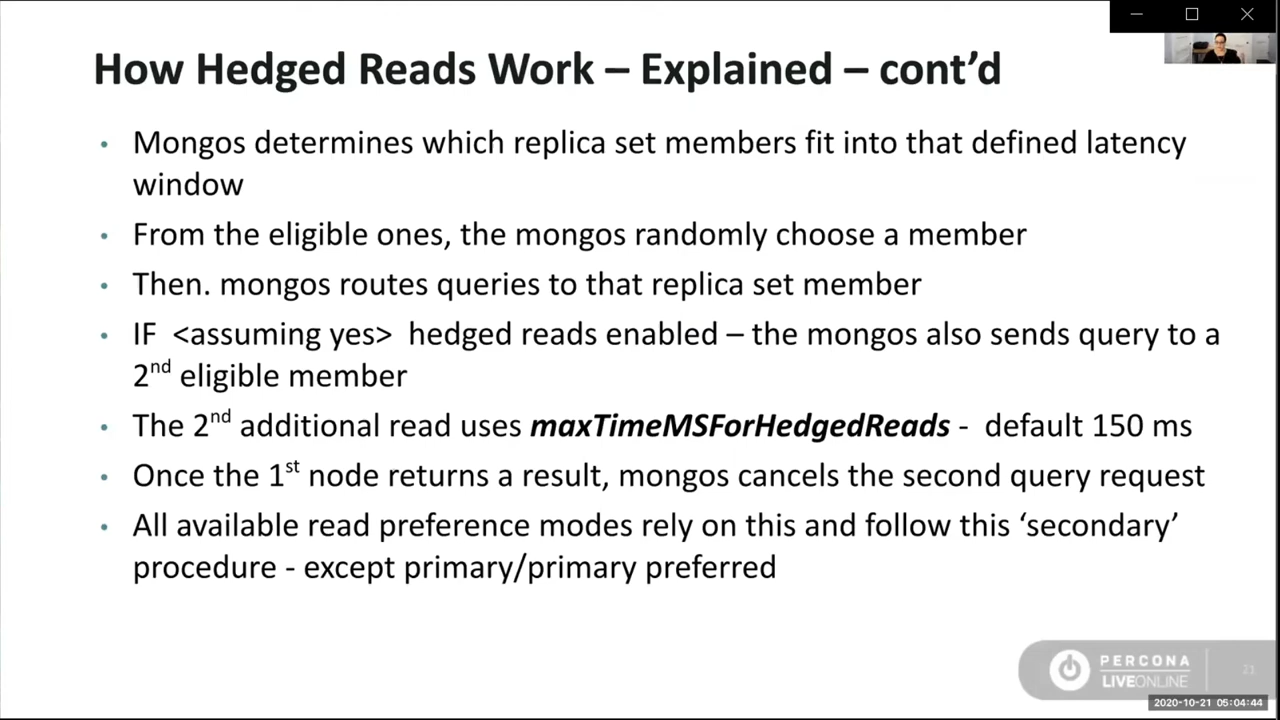 How Hedged Reads Work – Explained – cont’d
• Mongos determines which replica set members fit into that defined latency
window
• From the eligible ones, the mongos randomly choose a member
• Then. mongos routes queries to that replica set member
• IF <assuming yes> hedged reads enabled – the mongos also sends query to a
2nd eligible member
• The 2nd additional read uses maxTimeMSForHedgedReads - default 150 ms
• Once the 1st node returns a result, mongos cancels the second query request
• All available read preference modes rely on this and follow this ‘secondary’
procedure - except primary/primary preferred
PERCONA
LIVEONLINE
21
2020-10-21 05:04:44